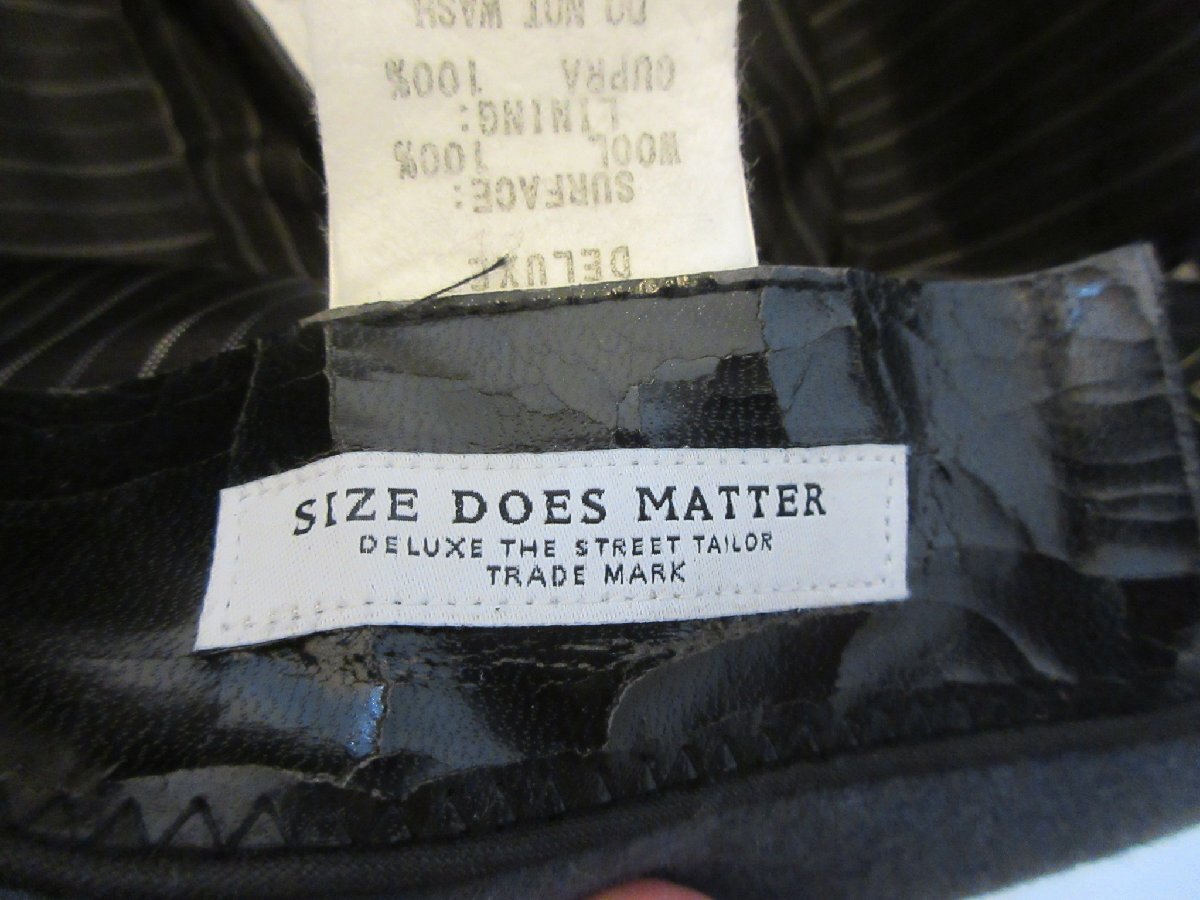 SIZE DOES MATTER
DELUXE THE STREET TAILOR
TRADE MARK
DELUXE
SURFACE:
WOOL 100%
LINING:
CUPRA 100%
DO NOT WASH